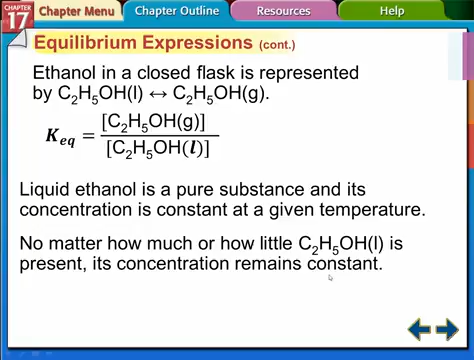 CHAPTER 17 Chapter Menu Chapter Outline Resources Help
Equilibrium Expressions (cont.)
Ethanol in a closed flask is represented
by C₂H₅OH(l) ↔ C₂H₅OH(g).
K_eq = [C₂H₅OH(g)] / [C₂H₅OH(l)]
Liquid ethanol is a pure substance and its
concentration is constant at a given temperature.
No matter how much or how little C₂H₅OH(l) is
present, its concentration remains constant.